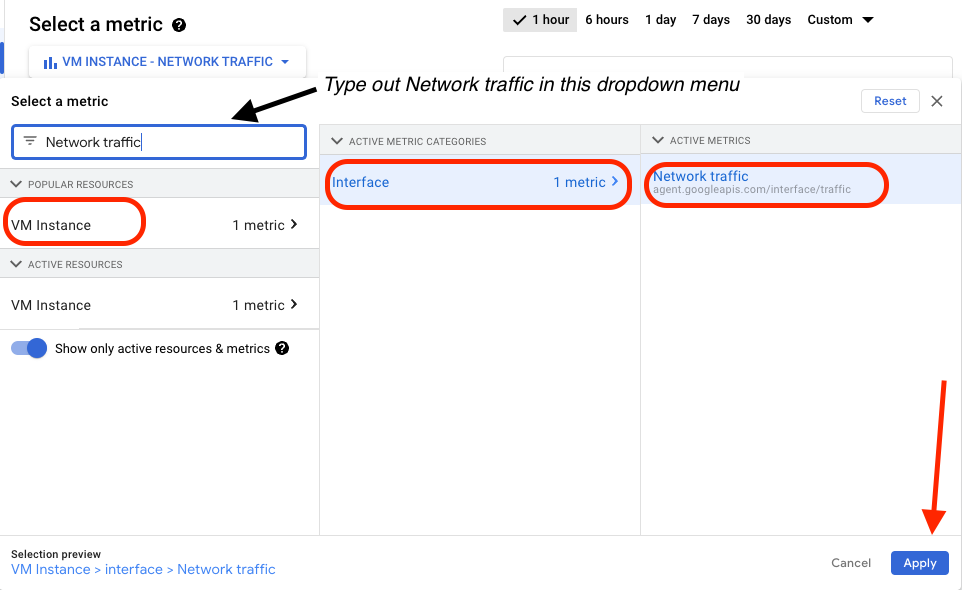 Select a metric
1 hour 6 hours 1 day 7 days 30 days Custom
VM INSTANCE - NETWORK TRAFFIC
Type out Network traffic in this dropdown menu
Select a metric
Reset
Network traffic
ACTIVE METRIC CATEGORIES
ACTIVE METRICS
Interface 1 metric
Network traffic
agent.googleapis.com/interface/traffic
POPULAR RESOURCES
VM Instance 1 metric
ACTIVE RESOURCES
VM Instance 1 metric
Show only active resources & metrics
Selection preview
VM Instance > interface > Network traffic
Cancel Apply